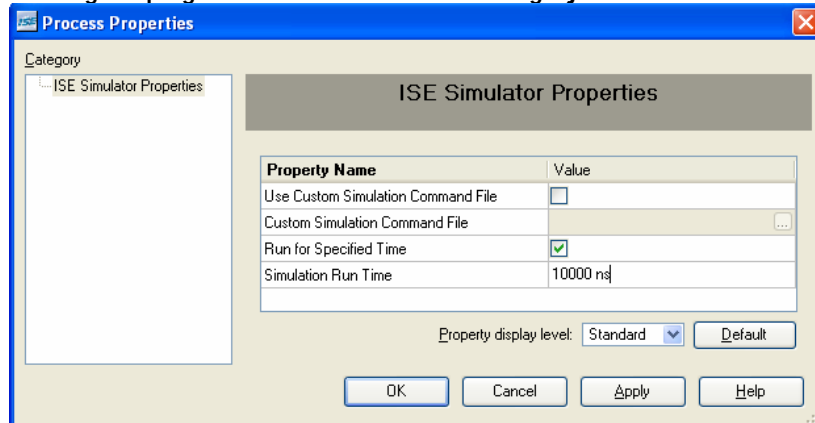 ISE Process Properties
Category
ISE Simulator Properties
ISE Simulator Properties
Property Name Value
Use Custom Simulation Command File
Custom Simulation Command File ...
Run for Specified Time
Simulation Run Time 10000 ns
Property display level: Standard Default
OK Cancel Apply Help